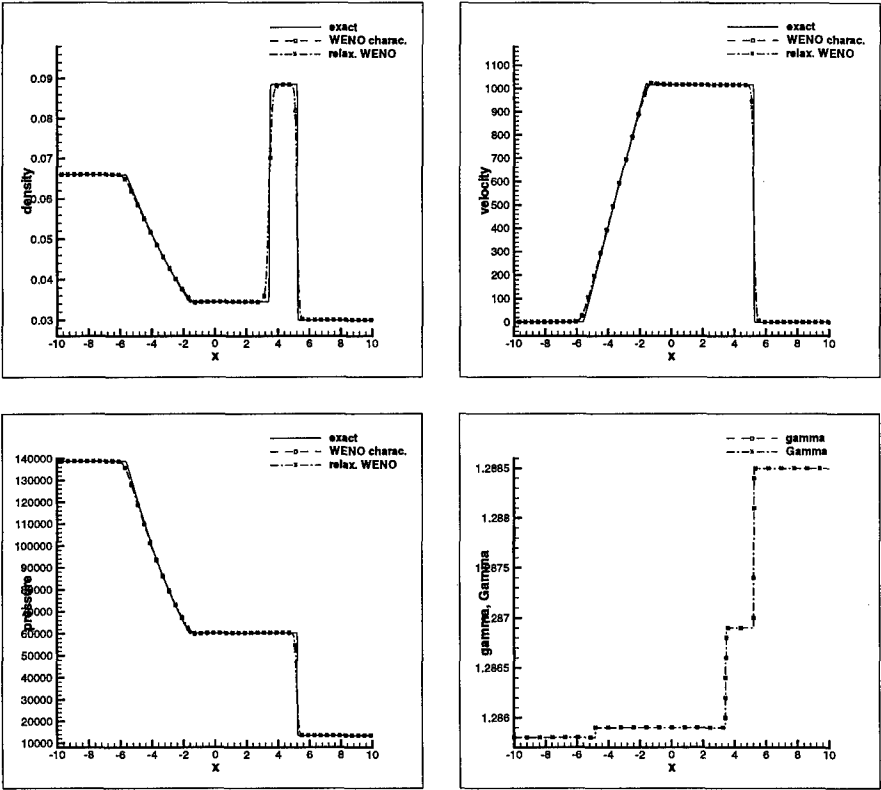 exact
WENO charac.
relax. WENO
0.09
0.08
0.07
0.06
0.05
0.04
0.03
density
-10 -8 -6 -4 -2 0 2 4 6 8 10
X
exact
WENO charac.
relax. WENO
1100
1000
900
800
700
600
500
400
300
200
100
0
velocity
-10 -8 -6 -4 -2 0 2 4 6 8 10
X
exact
WENO charac.
relax. WENO
140000
130000
120000
110000
100000
90000
80000
70000
60000
50000
40000
30000
20000
10000
pressure
-10 -8 -6 -4 -2 0 2 4 6 8 10
X
gamma
Gamma
1.2885
1.288
1.2875
1.287
1.2865
1.286
gamma, Gamma
-10 -8 -6 -4 -2 0 2 4 6 8 10
X